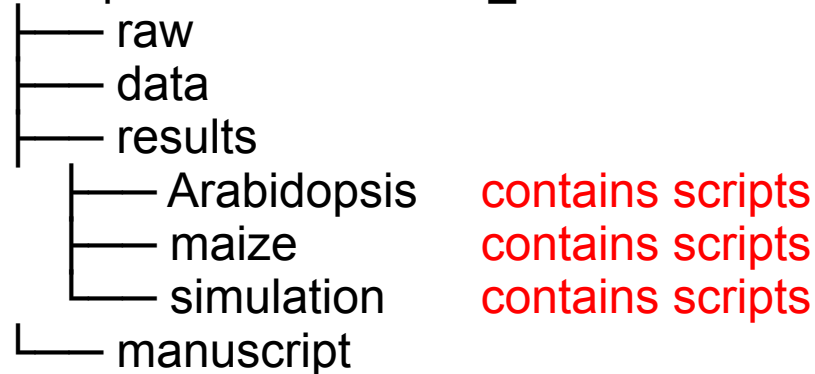 ├── raw
├── data
├── results
├── Arabidopsis contains scripts
├── maize contains scripts
└── simulation contains scripts
└── manuscript